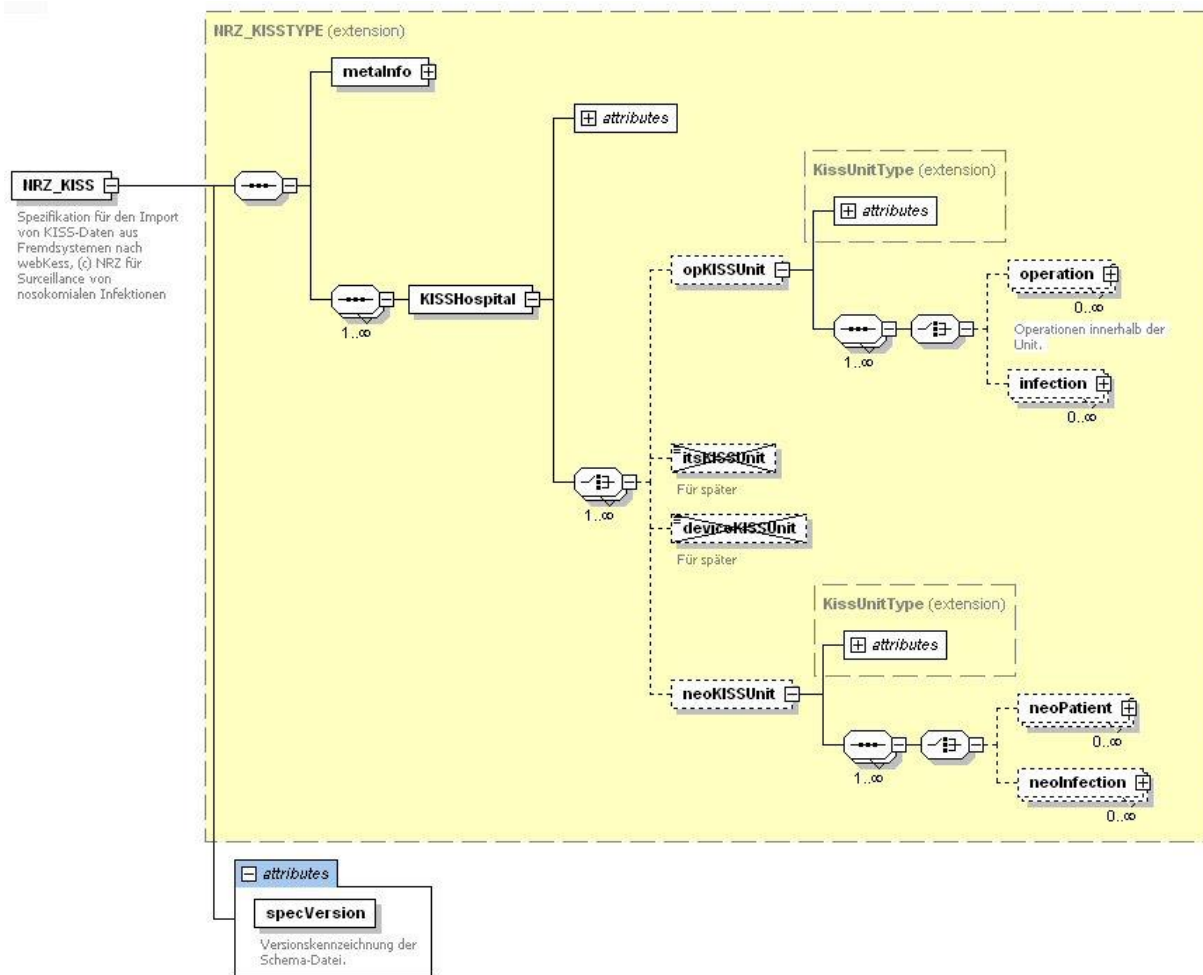 NRZ_KISSTYPE (extension)
metaInfo
attributes
KissUnitType (extension)
attributes
NRZ_KISS
Spezifikation für den Import
von KISS-Daten aus
Fremdsystemen nach
webKess, (c) NRZ für
Surceillance von
nosokomialen Infektionen
opKISSUnit
operation
0..∞
Operationen innerhalb der
Unit.
KISSHospital
1..∞
1..∞
infection
0..∞
itsKISSUnit
Für später
1..∞
deviceKISSUnit
Für später
KissUnitType (extension)
attributes
neoKISSUnit
neoPatient
0..∞
1..∞
neoInfection
0..∞
attributes
specVersion
Versionskennzeichnung der
Schema-Datei.